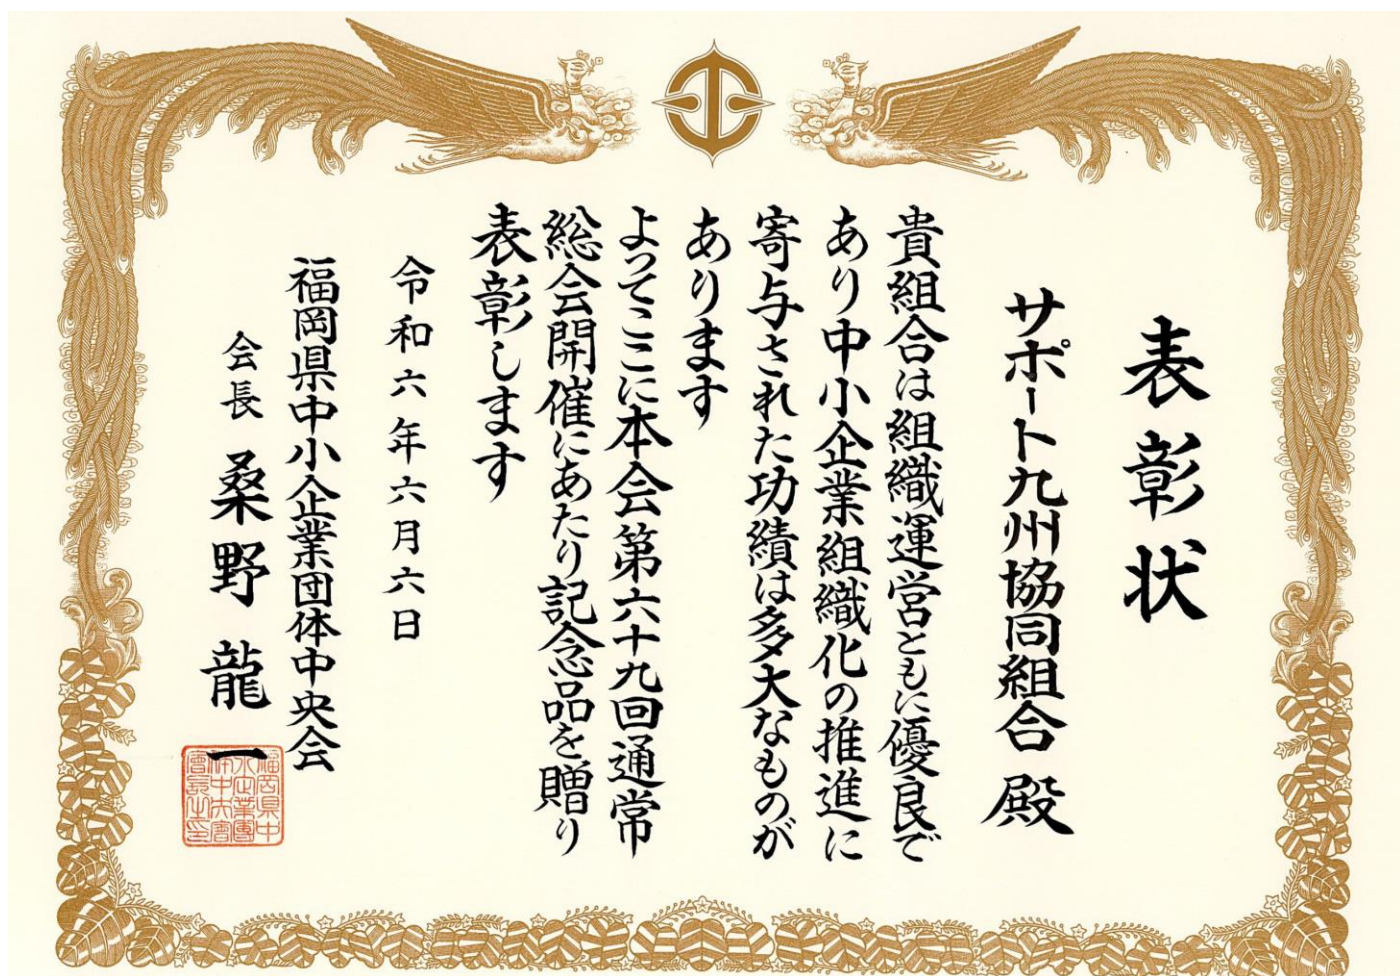 表彰状
サポート九州協同組合殿
貴組合は組織運営ともに優良で
あり中小企業組織化の推進に
寄与された功績は多大なものが
あります
よってここに本会第六十九回通常
総会開催にあたり記念品を贈り
表彰します
令和六年六月六日
福岡県中小企業団体中央会
会長 桑野龍一